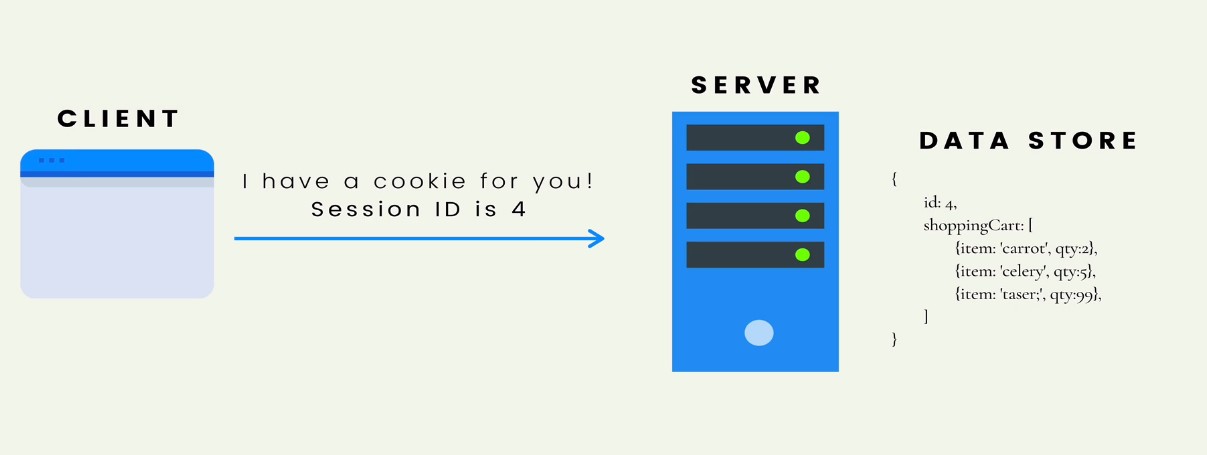 CLIENT
I have a cookie for you!
Session ID is 4
SERVER
DATA STORE
{
id: 4,
shoppingCart: [
{item: 'carrot', qty:2},
{item: 'celery', qty:5},
{item: 'taser;', qty:99},
]
}